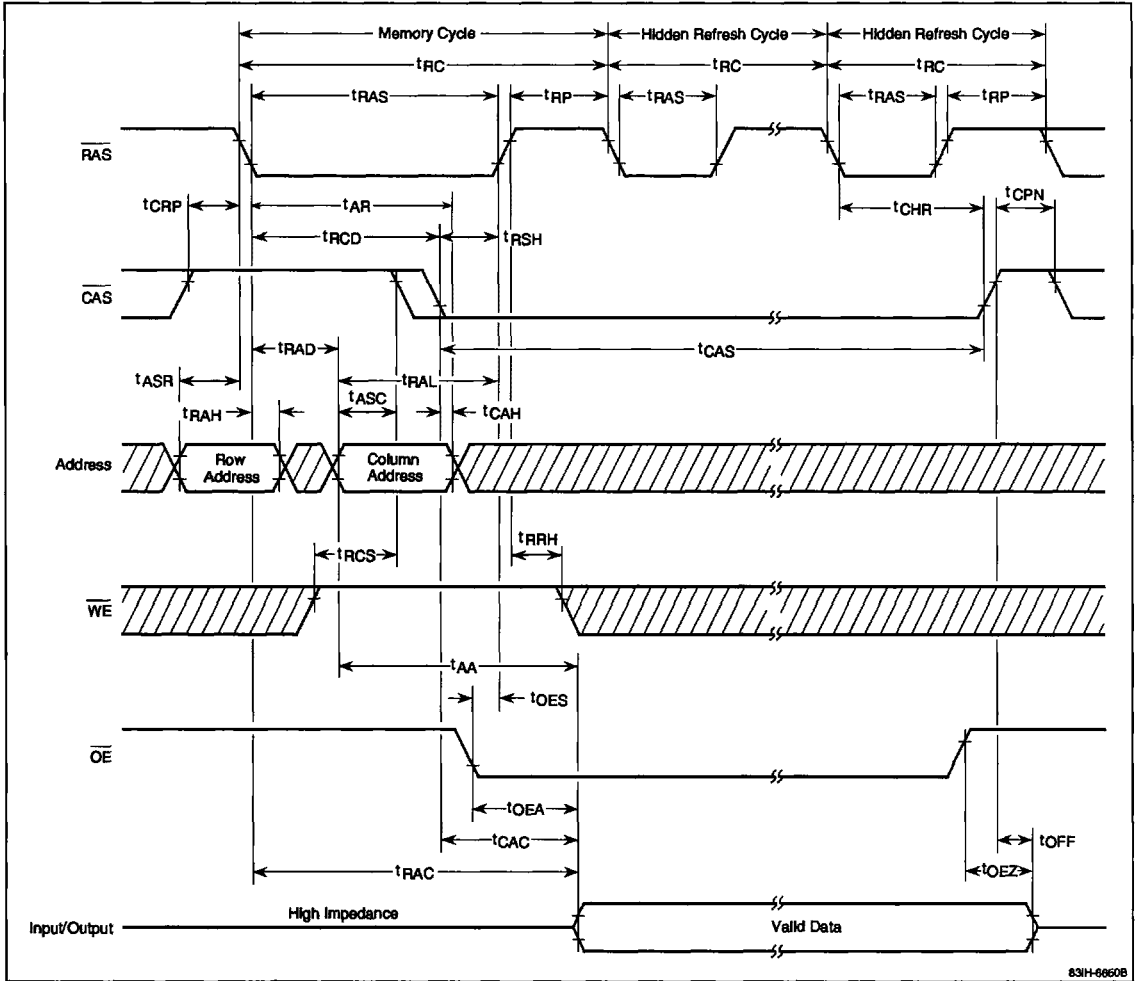 Memory Cycle Hidden Refresh Cycle Hidden Refresh Cycle
tRC tRC tRC
tRAS tRP tRAS tRAS tRP
RAS
tCRP tAR tCHR tCPN
tRCD tRSH
CAS
tRAD tCAS
tASR tRAL
tRAH tASC tCAH
Address Row Address Column Address
tRRH
tRCS
WE
tAA
tOES
OE
tOEA
tCAC tOFF
tRAC tOEZ
High Impedance
Input/Output Valid Data
83IH-6660B